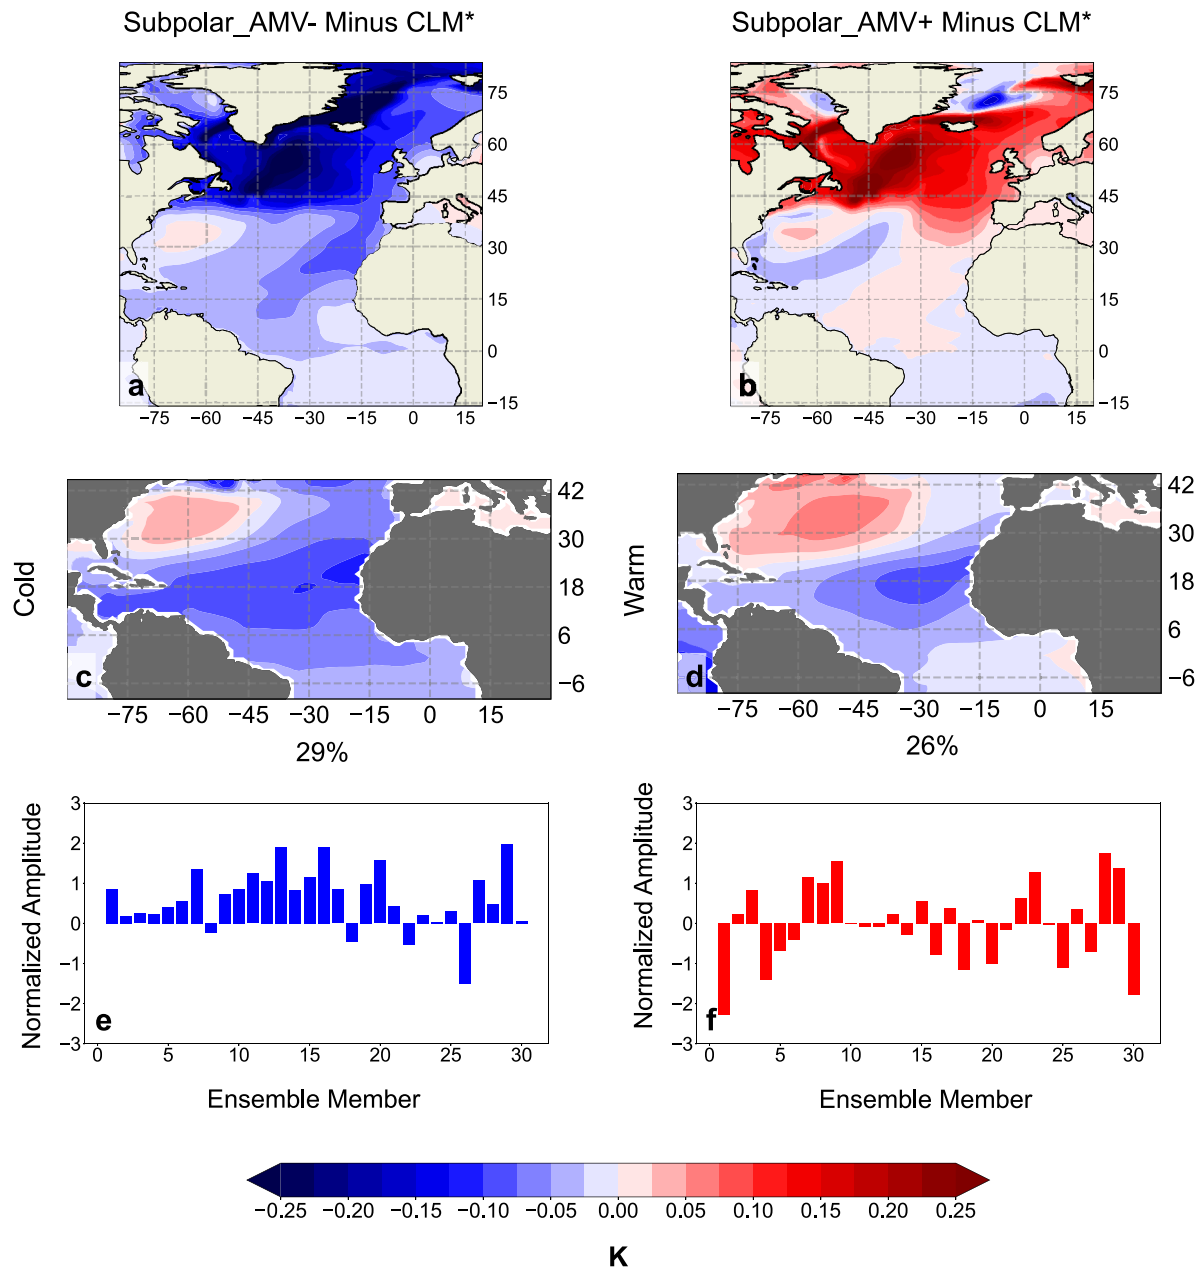 Subpolar_AMV- Minus CLM*
Subpolar_AMV+ Minus CLM*
75
60
45
30
15
0
−15
a
−75 −60 −45 −30 −15 0 15
75
60
45
30
15
0
−15
b
−75 −60 −45 −30 −15 0 15
Cold
42
30
18
6
−6
c
−75 −60 −45 −30 −15 0 15
29%
Warm
42
30
18
6
−6
d
−75 −60 −45 −30 −15 0 15
26%
Normalized Amplitude
3
2
1
0
−1
−2
−3
e
0 5 10 15 20 25 30
Ensemble Member
Normalized Amplitude
3
2
1
0
−1
−2
−3
f
0 5 10 15 20 25 30
Ensemble Member
−0.25 −0.20 −0.15 −0.10 −0.05 0.00 0.05 0.10 0.15 0.20 0.25
K